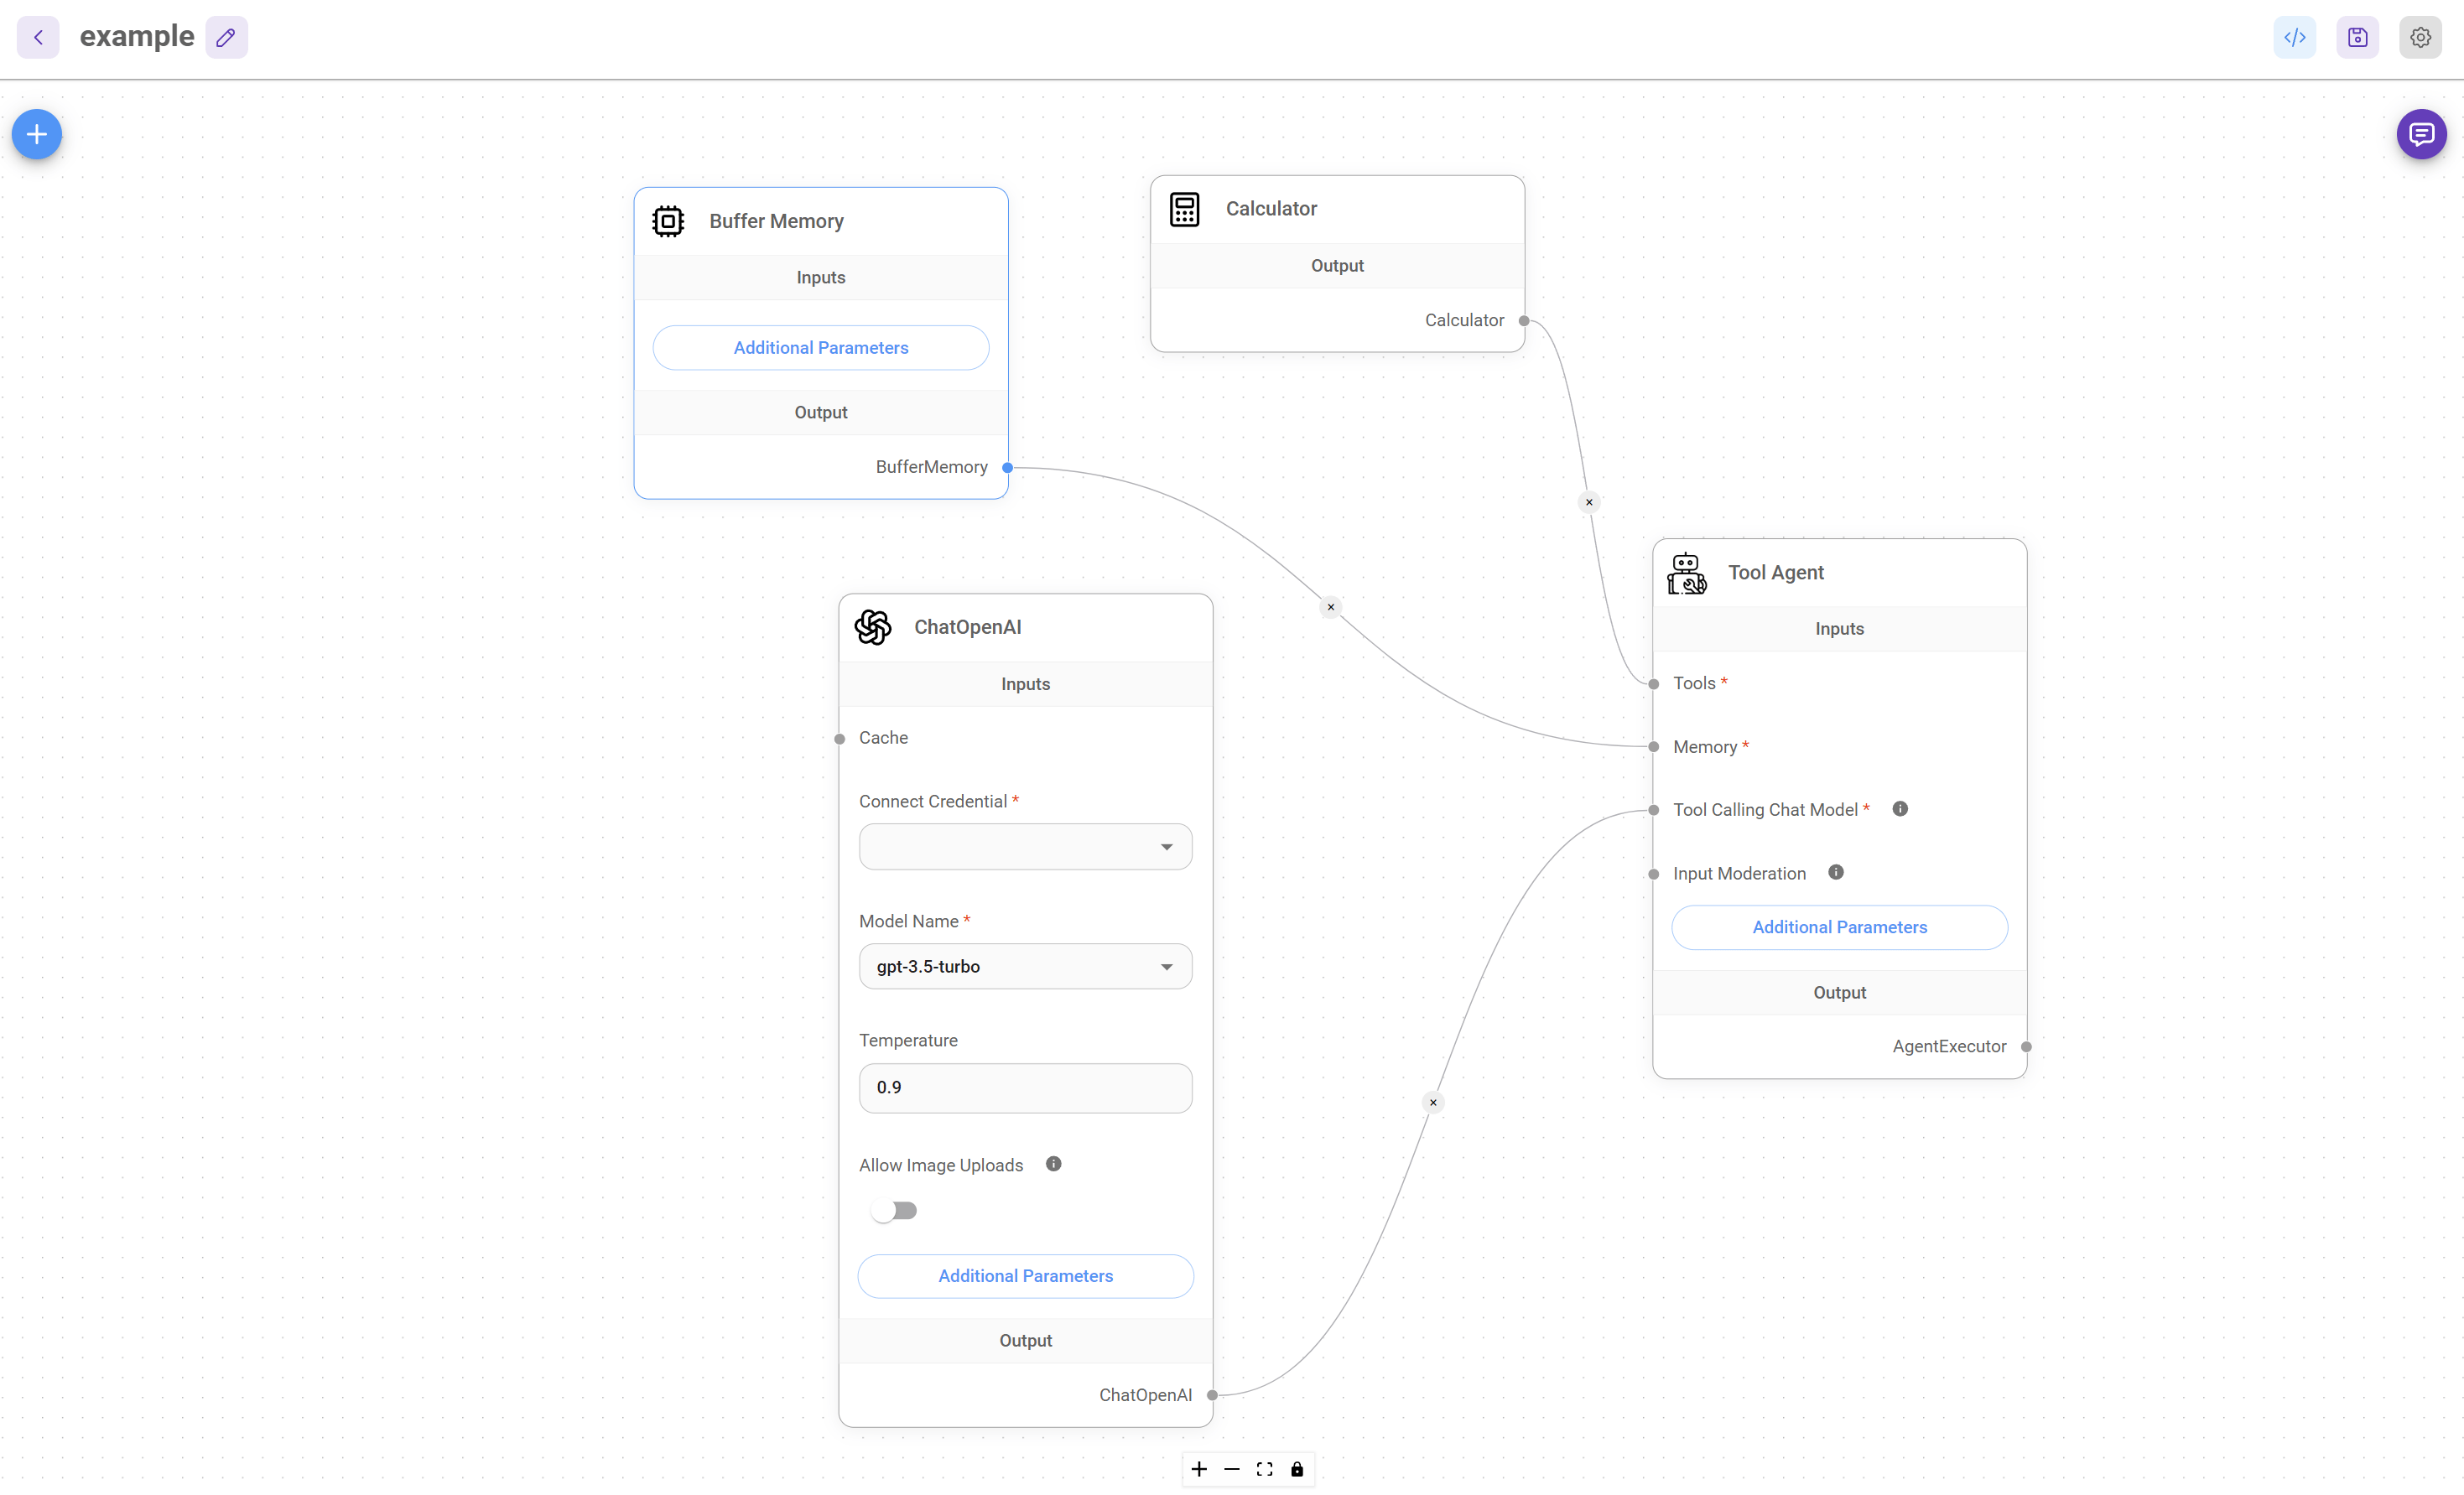 example
Buffer Memory
Inputs
Additional Parameters
Output
BufferMemory
Calculator
Output
Calculator
ChatOpenAI
Inputs
Cache
Connect Credential *
Model Name *
gpt-3.5-turbo
Temperature
0.9
Allow Image Uploads
Additional Parameters
Output
ChatOpenAI
Tool Agent
Inputs
Tools *
Memory *
Tool Calling Chat Model *
Input Moderation
Additional Parameters
Output
AgentExecutor